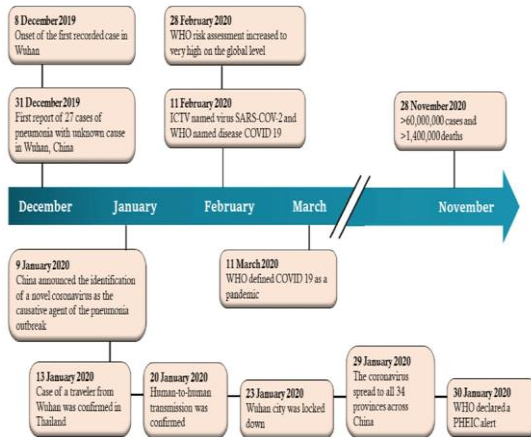 8 December 2019
Onset of the first recorded case in
Wuhan
31 December 2019
First report of 27 cases of
pneumonia with unknown cause
in Wuhan, China
28 February 2020
WHO risk assessment increased to
very high on the global level
11 February 2020
ICTV named virus SARS-COV-2 and
WHO named disease COVID 19
28 November 2020
>60,000,000 cases and
>1,400,000 deaths
December
January
February
March
November
9 January 2020
China announced the identification
of a novel coronavirus as the
causative agent of the pneumonia
outbreak
11 March 2020
WHO defined COVID 19 as a
pandemic
13 January 2020
Case of a traveler from
Wuhan was confirmed in
Thailand
20 January 2020
Human-to-human
transmission was
confirmed
23 January 2020
Wuhan city was locked
down
29 January 2020
The coronavirus
spread to all 34
provinces across
China
30 January 2020
WHO declared a
PHEIC alert